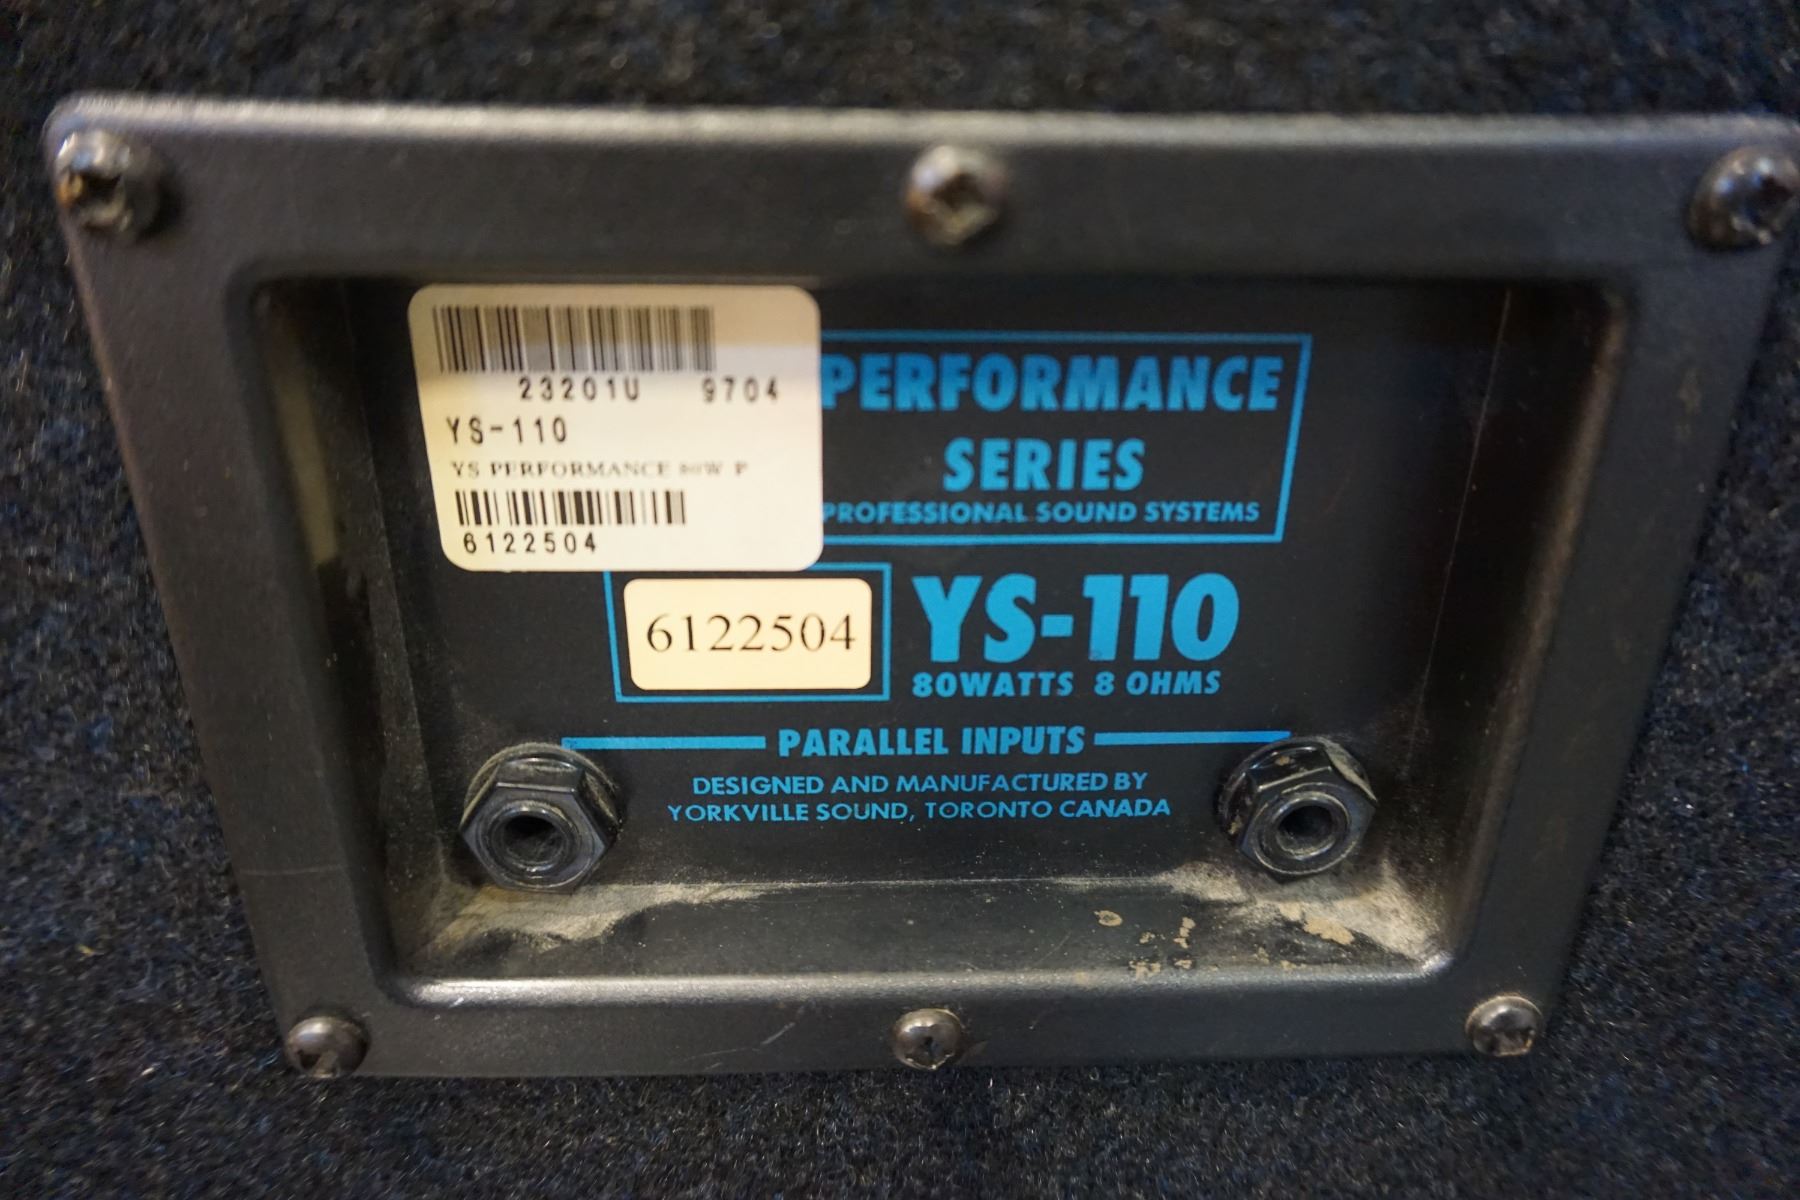 23201U 9704
YS-110
YS PERFORMANCE 80W P
6122504
PERFORMANCE
SERIES
PROFESSIONAL SOUND SYSTEMS
6122504
YS-110
80WATTS 8 OHMS
PARALLEL INPUTS
DESIGNED AND MANUFACTURED BY
YORKVILLE SOUND, TORONTO CANADA